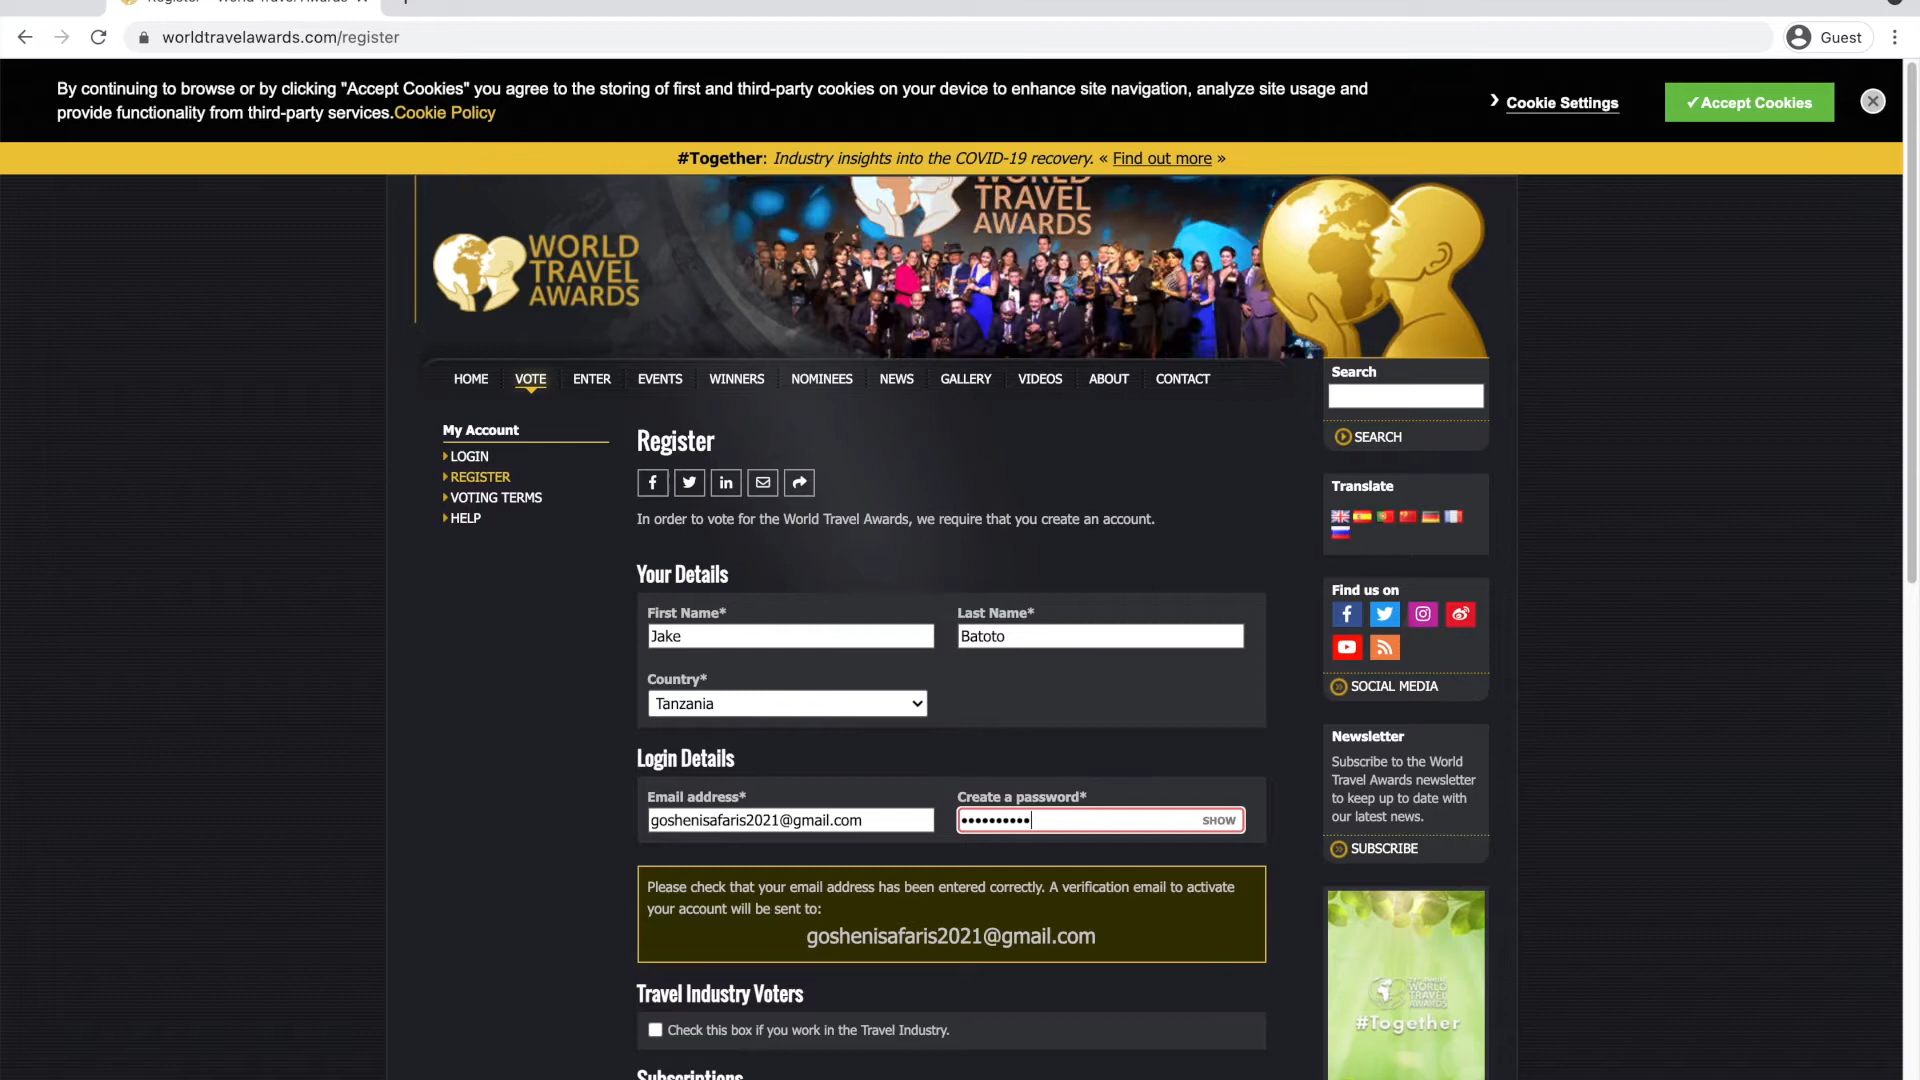 worldtravelawards.com/register
Guest
By continuing to browse or by clicking "Accept Cookies" you agree to the storing of first and third-party cookies on your device to enhance site navigation, analyze site usage and
provide functionality from third-party services.Cookie Policy
Cookie Settings
✓Accept Cookies
#Together: Industry insights into the COVID-19 recovery. « Find out more »
WORLD
TRAVEL
AWARDS
WORLD
TRAVEL
AWARDS
HOME VOTE ENTER EVENTS WINNERS NOMINEES NEWS GALLERY VIDEOS ABOUT CONTACT
My Account
LOGIN
REGISTER
VOTING TERMS
HELP
Register
In order to vote for the World Travel Awards, we require that you create an account.
Your Details
First Name* Last Name*
Jake Batoto
Country*
Tanzania
Login Details
Email address* Create a password*
goshenisafaris2021@gmail.com •••••••••• SHOW
Please check that your email address has been entered correctly. A verification email to activate
your account will be sent to:
goshenisafaris2021@gmail.com
Travel Industry Voters
Check this box if you work in the Travel Industry.
Subscriptions
Search
SEARCH
Translate
Find us on
SOCIAL MEDIA
Newsletter
Subscribe to the World
Travel Awards newsletter
to keep up to date with
our latest news.
SUBSCRIBE
WORLD
TRAVEL
AWARDS
#Together